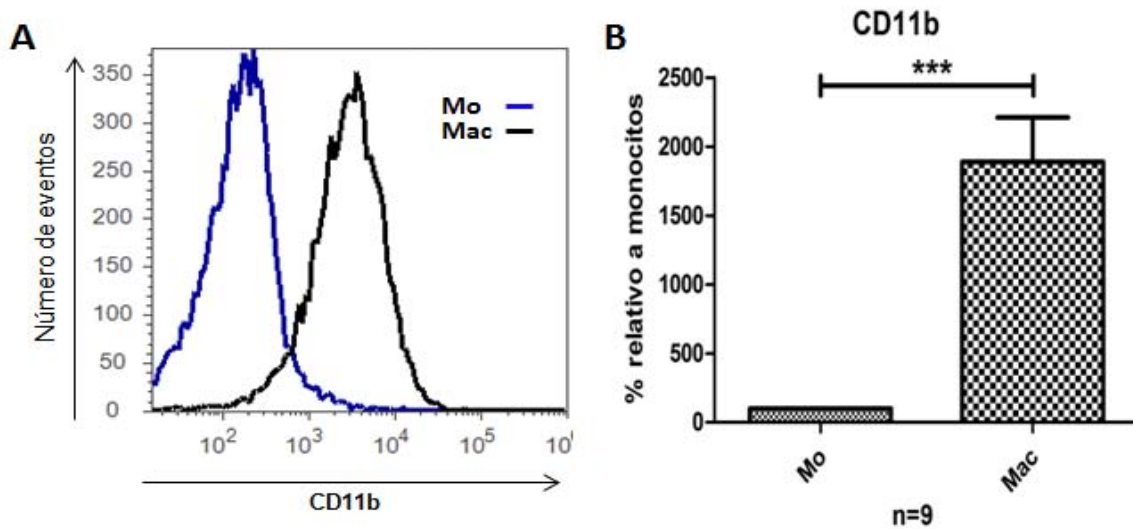 A
Número de eventos
350
300
250
200
150
100
50
0
Mo
Mac
10²
10³
10⁴
10⁵
CD11b
B
CD11b
***
% relativo a monocitos
2500
2000
1500
1000
500
0
Mo
Mac
n=9